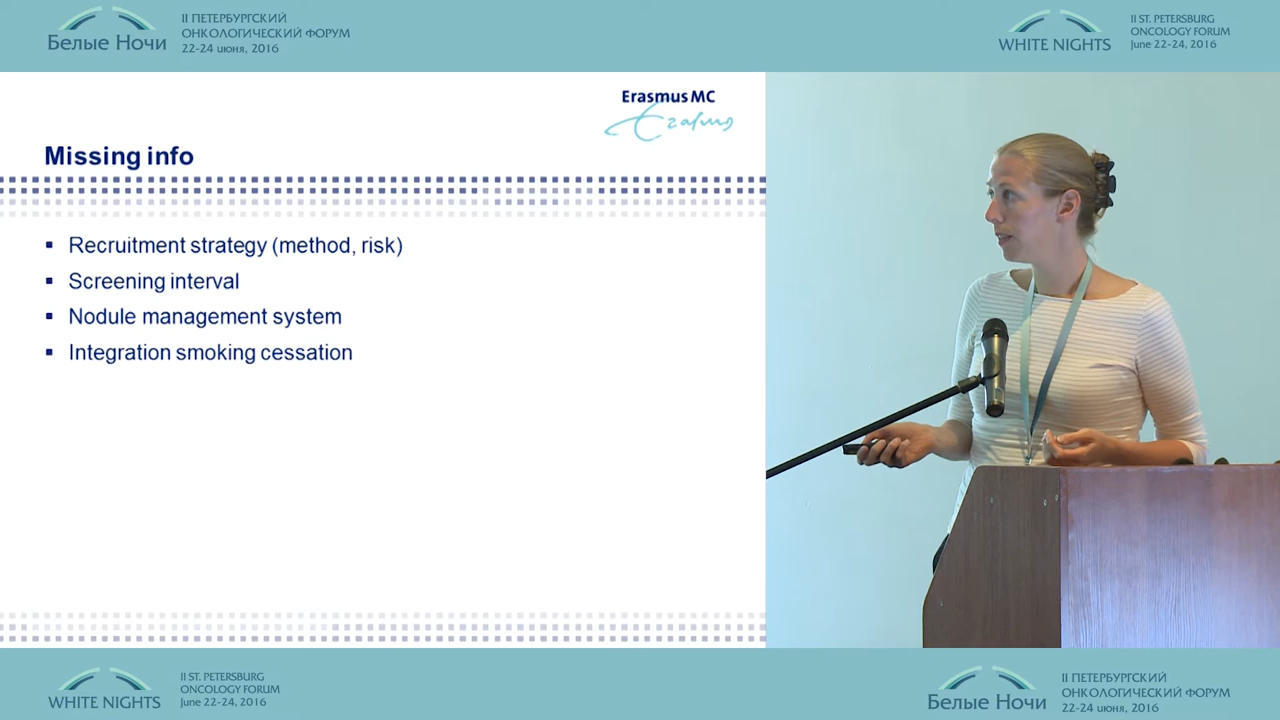 II ПЕТЕРБУРГСКИЙ
ОНКОЛОГИЧЕСКИЙ ФОРУМ
Белые Ночи
22-24 июня, 2016
II ST. PETERSBURG
ONCOLOGY FORUM
WHITE NIGHTS
June 22-24, 2016
Erasmus MC
Erasmus
Missing info
▪ Recruitment strategy (method, risk)
▪ Screening interval
▪ Nodule management system
▪ Integration smoking cessation
II ST. PETERSBURG
ONCOLOGY FORUM
WHITE NIGHTS
June 22-24, 2016
II ПЕТЕРБУРГСКИЙ
ОНКОЛОГИЧЕСКИЙ ФОРУМ
Белые Ночи
22-24 июня, 2016